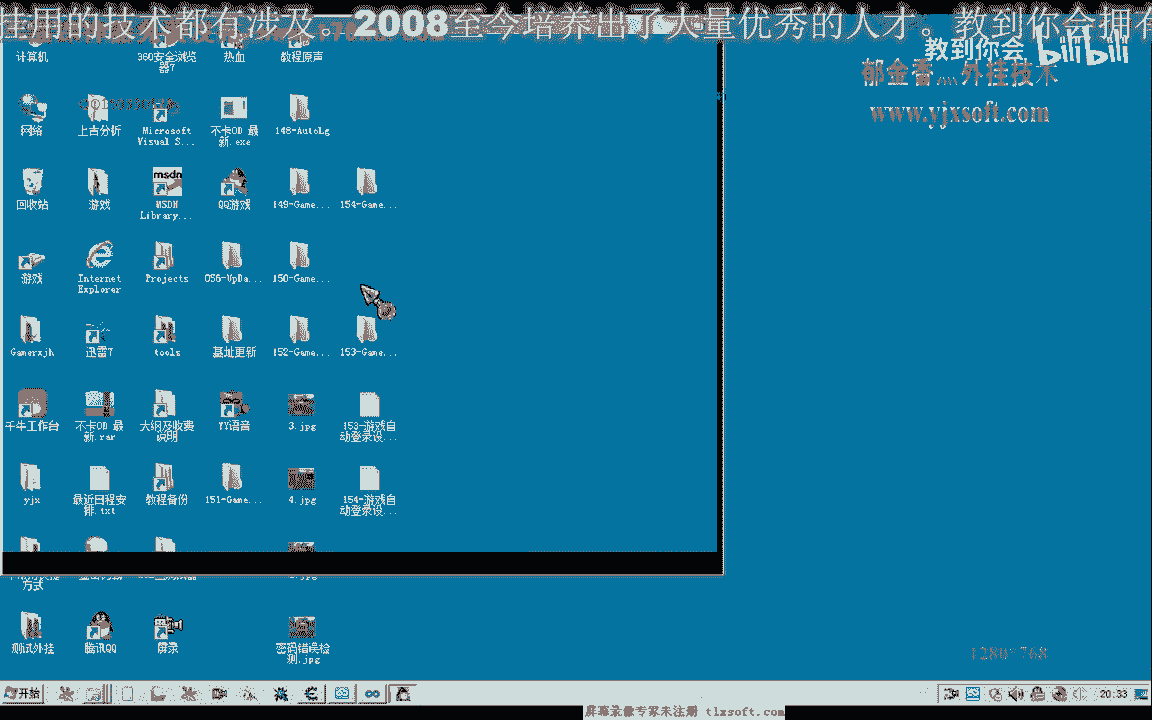 挂用的技术都有涉及。2008至今培养出了大量优秀的人才。教到你会拥有
教到你会 bilibili
郁金香灬外挂技术
www.yjxsoft.com
计算机
360安全浏览器7
热血
教程原声
网络
上古分析
Microsoft Visual S...
不卡OD 最新.exe
148-AutoLg
回收站
游戏
MSDN Library...
QQ游戏
149-Game...
154-Game...
游戏
Internet Explorer
Projects
056-VpDa...
150-Game...
Gamerxjh
迅雷7
tools
基址更新
152-Game...
153-Game...
千牛工作台
不卡OD 最新.rar
大纲及收费说明
YY语音
3.jpg
153-游戏自动登录设...
yjx
最近日程安排.txt
教程备份
151-Game...
4.jpg
154-游戏自动登录设...
方式
测试外挂
腾讯QQ
屏录
密码错误检测.jpg
1280*768
开始
20:33
屏幕录像专家未注册 tlxsoft.com